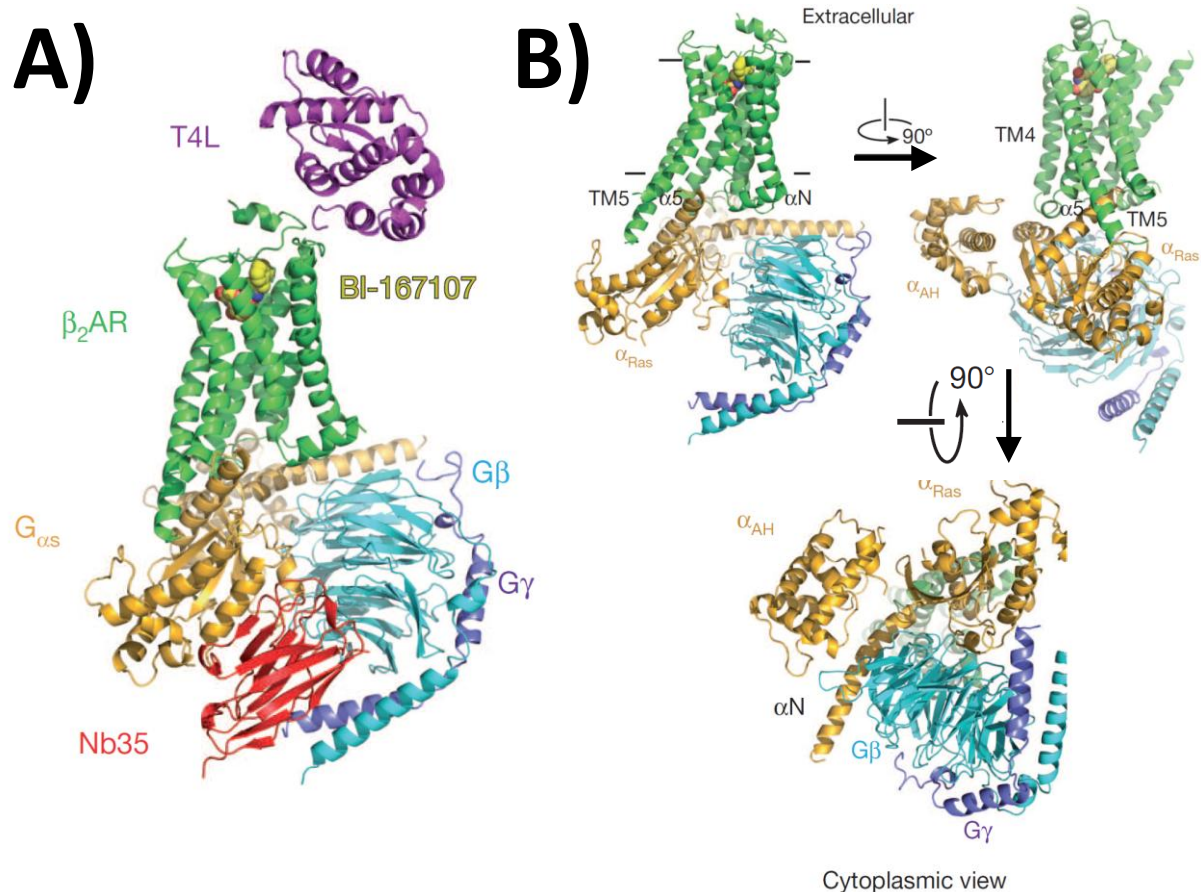 A)
T4L
BI-167107
β₂AR
Gβ
Gαs
Gγ
Nb35
B)
Extracellular
90°
TM4
TM5
α5
αN
α5
TM5
αRas
αAH
αRas
90°
αRas
αAH
αN
Gβ
Gγ
Cytoplasmic view